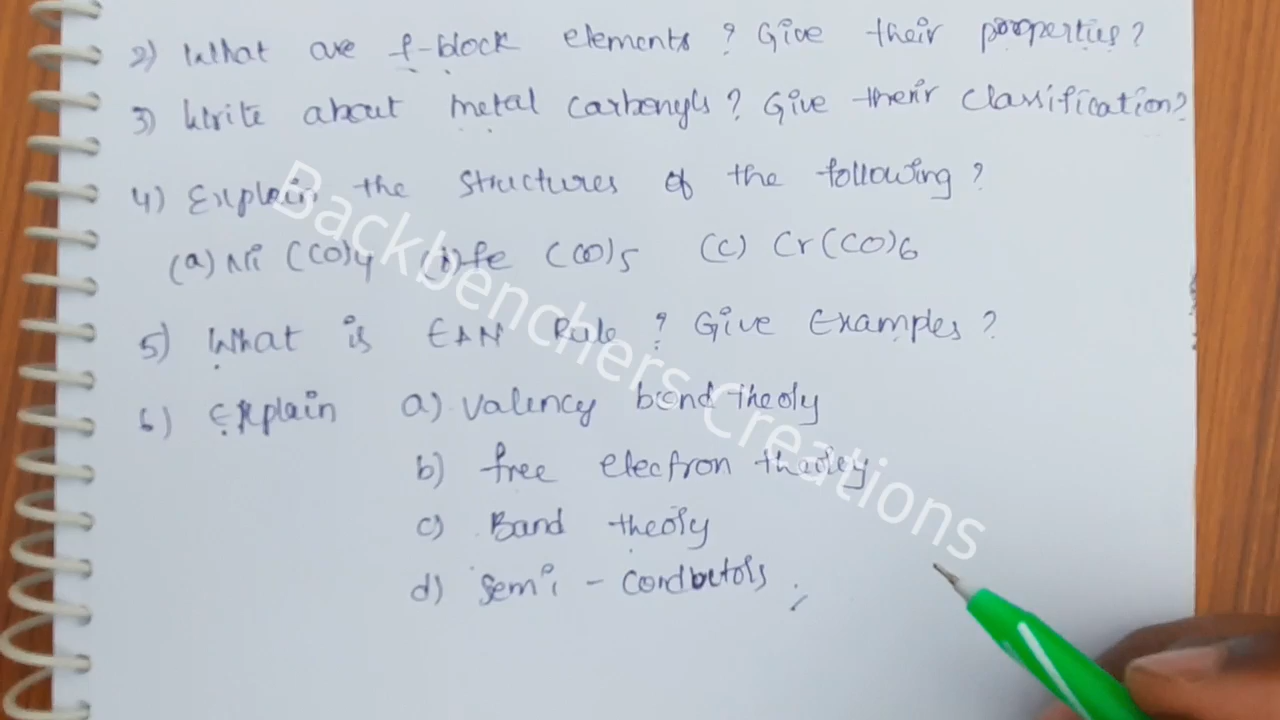 2) What are f-block elements ? Give their properties?
3) Write about metal carbonyls ? Give their classification?
4) Explain the structures of the following ?
(a) Ni (CO)4 (b) Fe (CO)5 (c) Cr(CO)6
5) What is EAN Rule ? Give Examples ?
6) Explain a) valency bond theory
b) free electron theory
c) Band theory
d) Semi - conductors
Backbenchers Creations